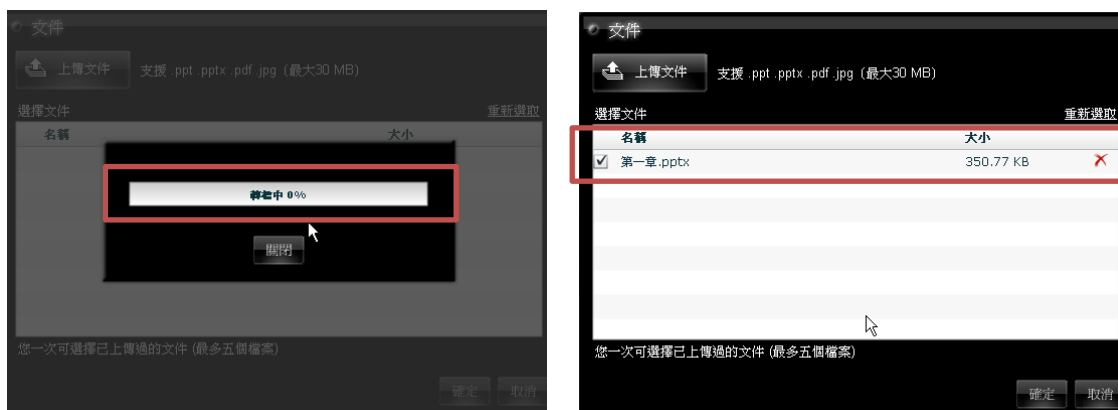 文件
上傳文件 支援 .ppt .pptx .pdf .jpg (最大30 MB)
選擇文件 重新選取
名稱 大小
轉檔中 0%
關閉
您一次可選擇已上傳過的文件 (最多五個檔案)
確定 取消
文件
上傳文件 支援 .ppt .pptx .pdf .jpg (最大30 MB)
選擇文件 重新選取
名稱 大小
第一章.pptx 350.77 KB
您一次可選擇已上傳過的文件 (最多五個檔案)
確定 取消